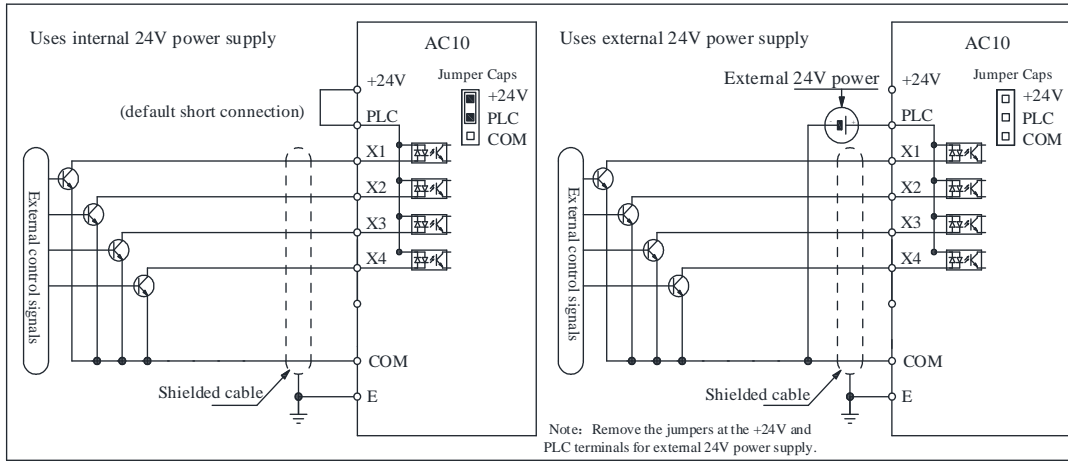 Uses internal 24V power supply
AC10
+24V
Jumper Caps
+24V
PLC
COM
(default short connection)
PLC
X1
X2
X3
X4
External control signals
COM
Shielded cable
E
Uses external 24V power supply
AC10
External 24V power
+24V
Jumper Caps
+24V
PLC
COM
PLC
- +
X1
X2
X3
X4
External control signals
COM
Shielded cable
E
Note: Remove the jumpers at the +24V and
PLC terminals for external 24V power supply.